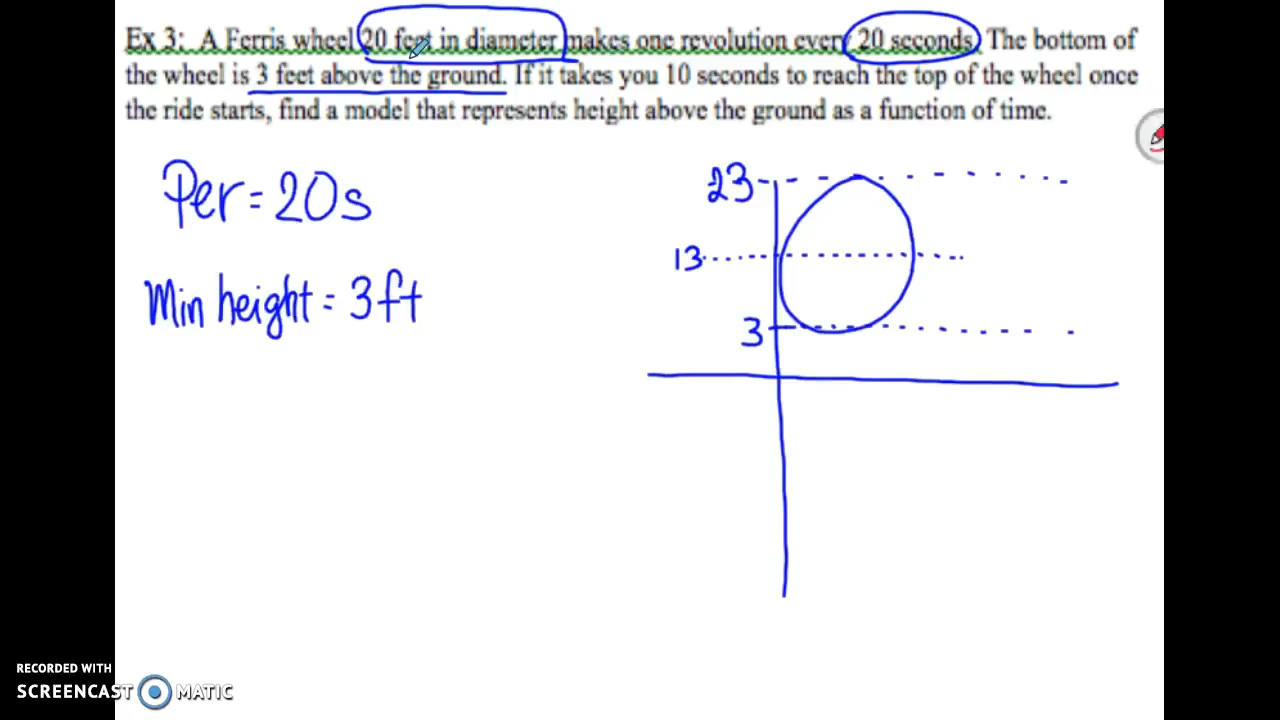 Ex 3: A Ferris wheel 20 feet in diameter makes one revolution every 20 seconds. The bottom of
the wheel is 3 feet above the ground. If it takes you 10 seconds to reach the top of the wheel once
the ride starts, find a model that represents height above the ground as a function of time.
Per = 20s
Min height = 3ft
23
13
3
RECORDED WITH
SCREENCAST MATIC